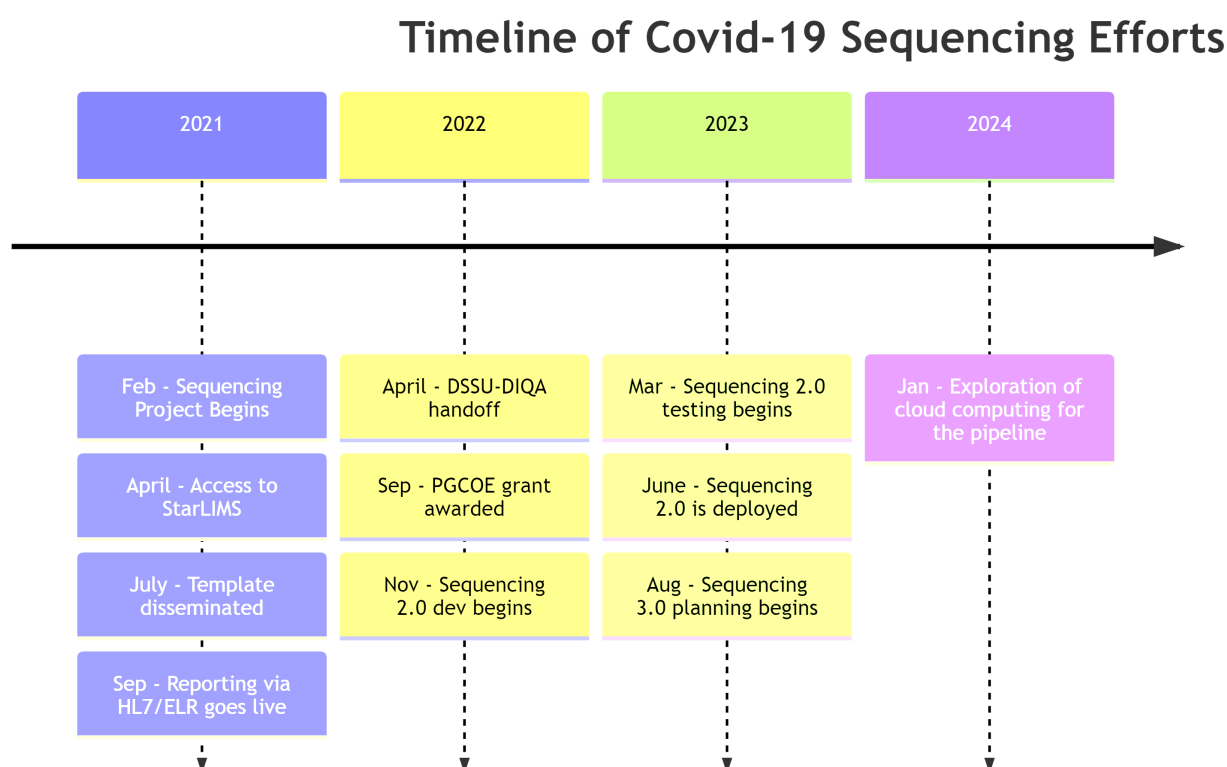 Timeline of Covid-19 Sequencing Efforts
2021
2022
2023
2024
Feb - Sequencing
Project Begins
April - Access to
StarLIMS
July - Template
disseminated
Sep - Reporting via
HL7/ELR goes live
April - DSSU-DIQA
handoff
Sep - PGCOE grant
awarded
Nov - Sequencing
2.0 dev begins
Mar - Sequencing 2.0
testing begins
June - Sequencing
2.0 is deployed
Aug - Sequencing
3.0 planning begins
Jan - Exploration of
cloud computing for
the pipeline